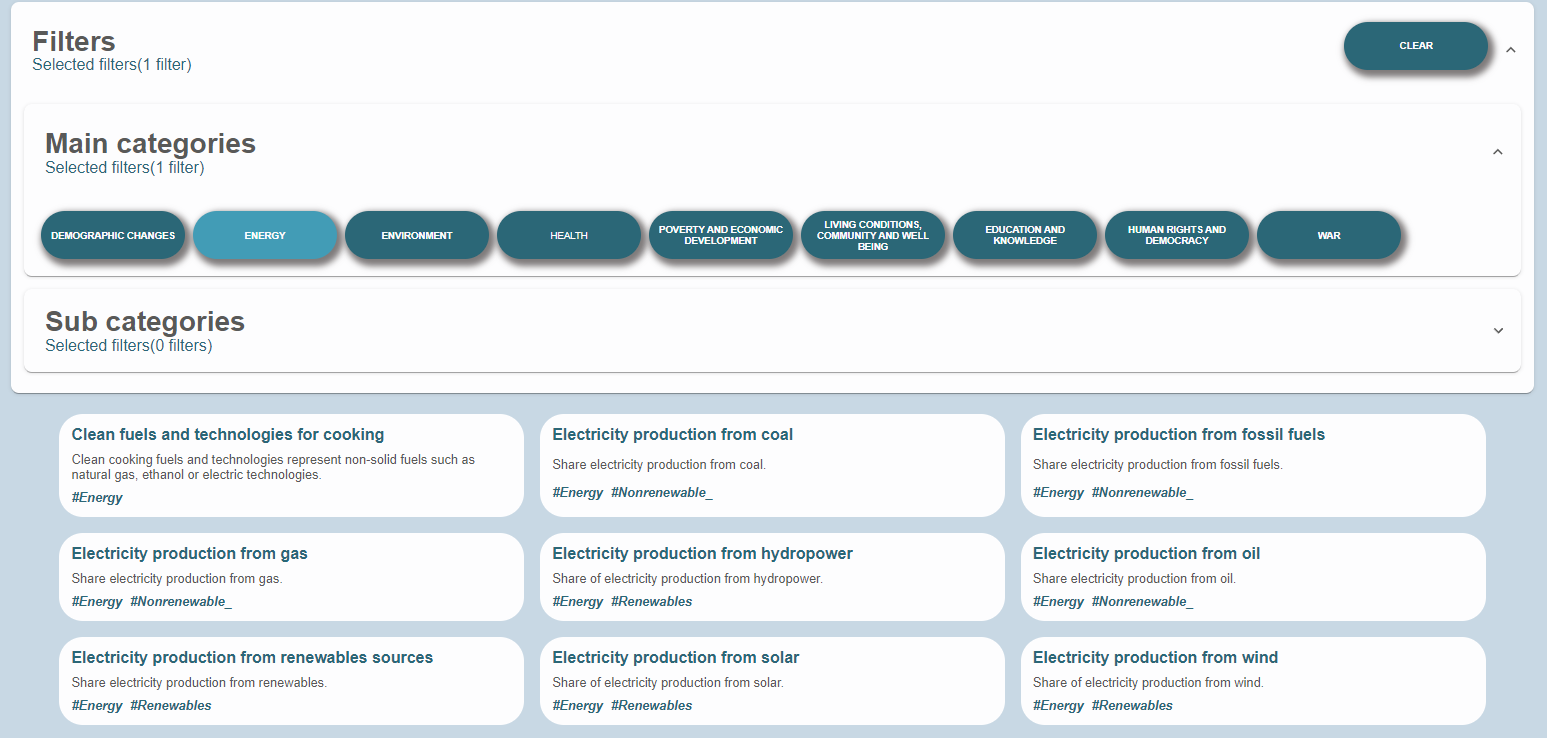 Filters
Selected filters(1 filter)
CLEAR
Main categories
Selected filters(1 filter)
DEMOGRAPHIC CHANGES
ENERGY
ENVIRONMENT
HEALTH
POVERTY AND ECONOMIC
DEVELOPMENT
LIVING CONDITIONS,
COMMUNITY AND WELL
BEING
EDUCATION AND
KNOWLEDGE
HUMAN RIGHTS AND
DEMOCRACY
WAR
Sub categories
Selected filters(0 filters)
Clean fuels and technologies for cooking
Clean cooking fuels and technologies represent non-solid fuels such as
natural gas, ethanol or electric technologies.
#Energy
Electricity production from coal
Share electricity production from coal.
#Energy #Nonrenewable_
Electricity production from fossil fuels
Share electricity production from fossil fuels.
#Energy #Nonrenewable_
Electricity production from gas
Share electricity production from gas.
#Energy #Nonrenewable_
Electricity production from hydropower
Share of electricity production from hydropower.
#Energy #Renewables
Electricity production from oil
Share electricity production from oil.
#Energy #Nonrenewable_
Electricity production from renewables sources
Share electricity production from renewables.
#Energy #Renewables
Electricity production from solar
Share of electricity production from solar.
#Energy #Renewables
Electricity production from wind
Share of electricity production from wind.
#Energy #Renewables